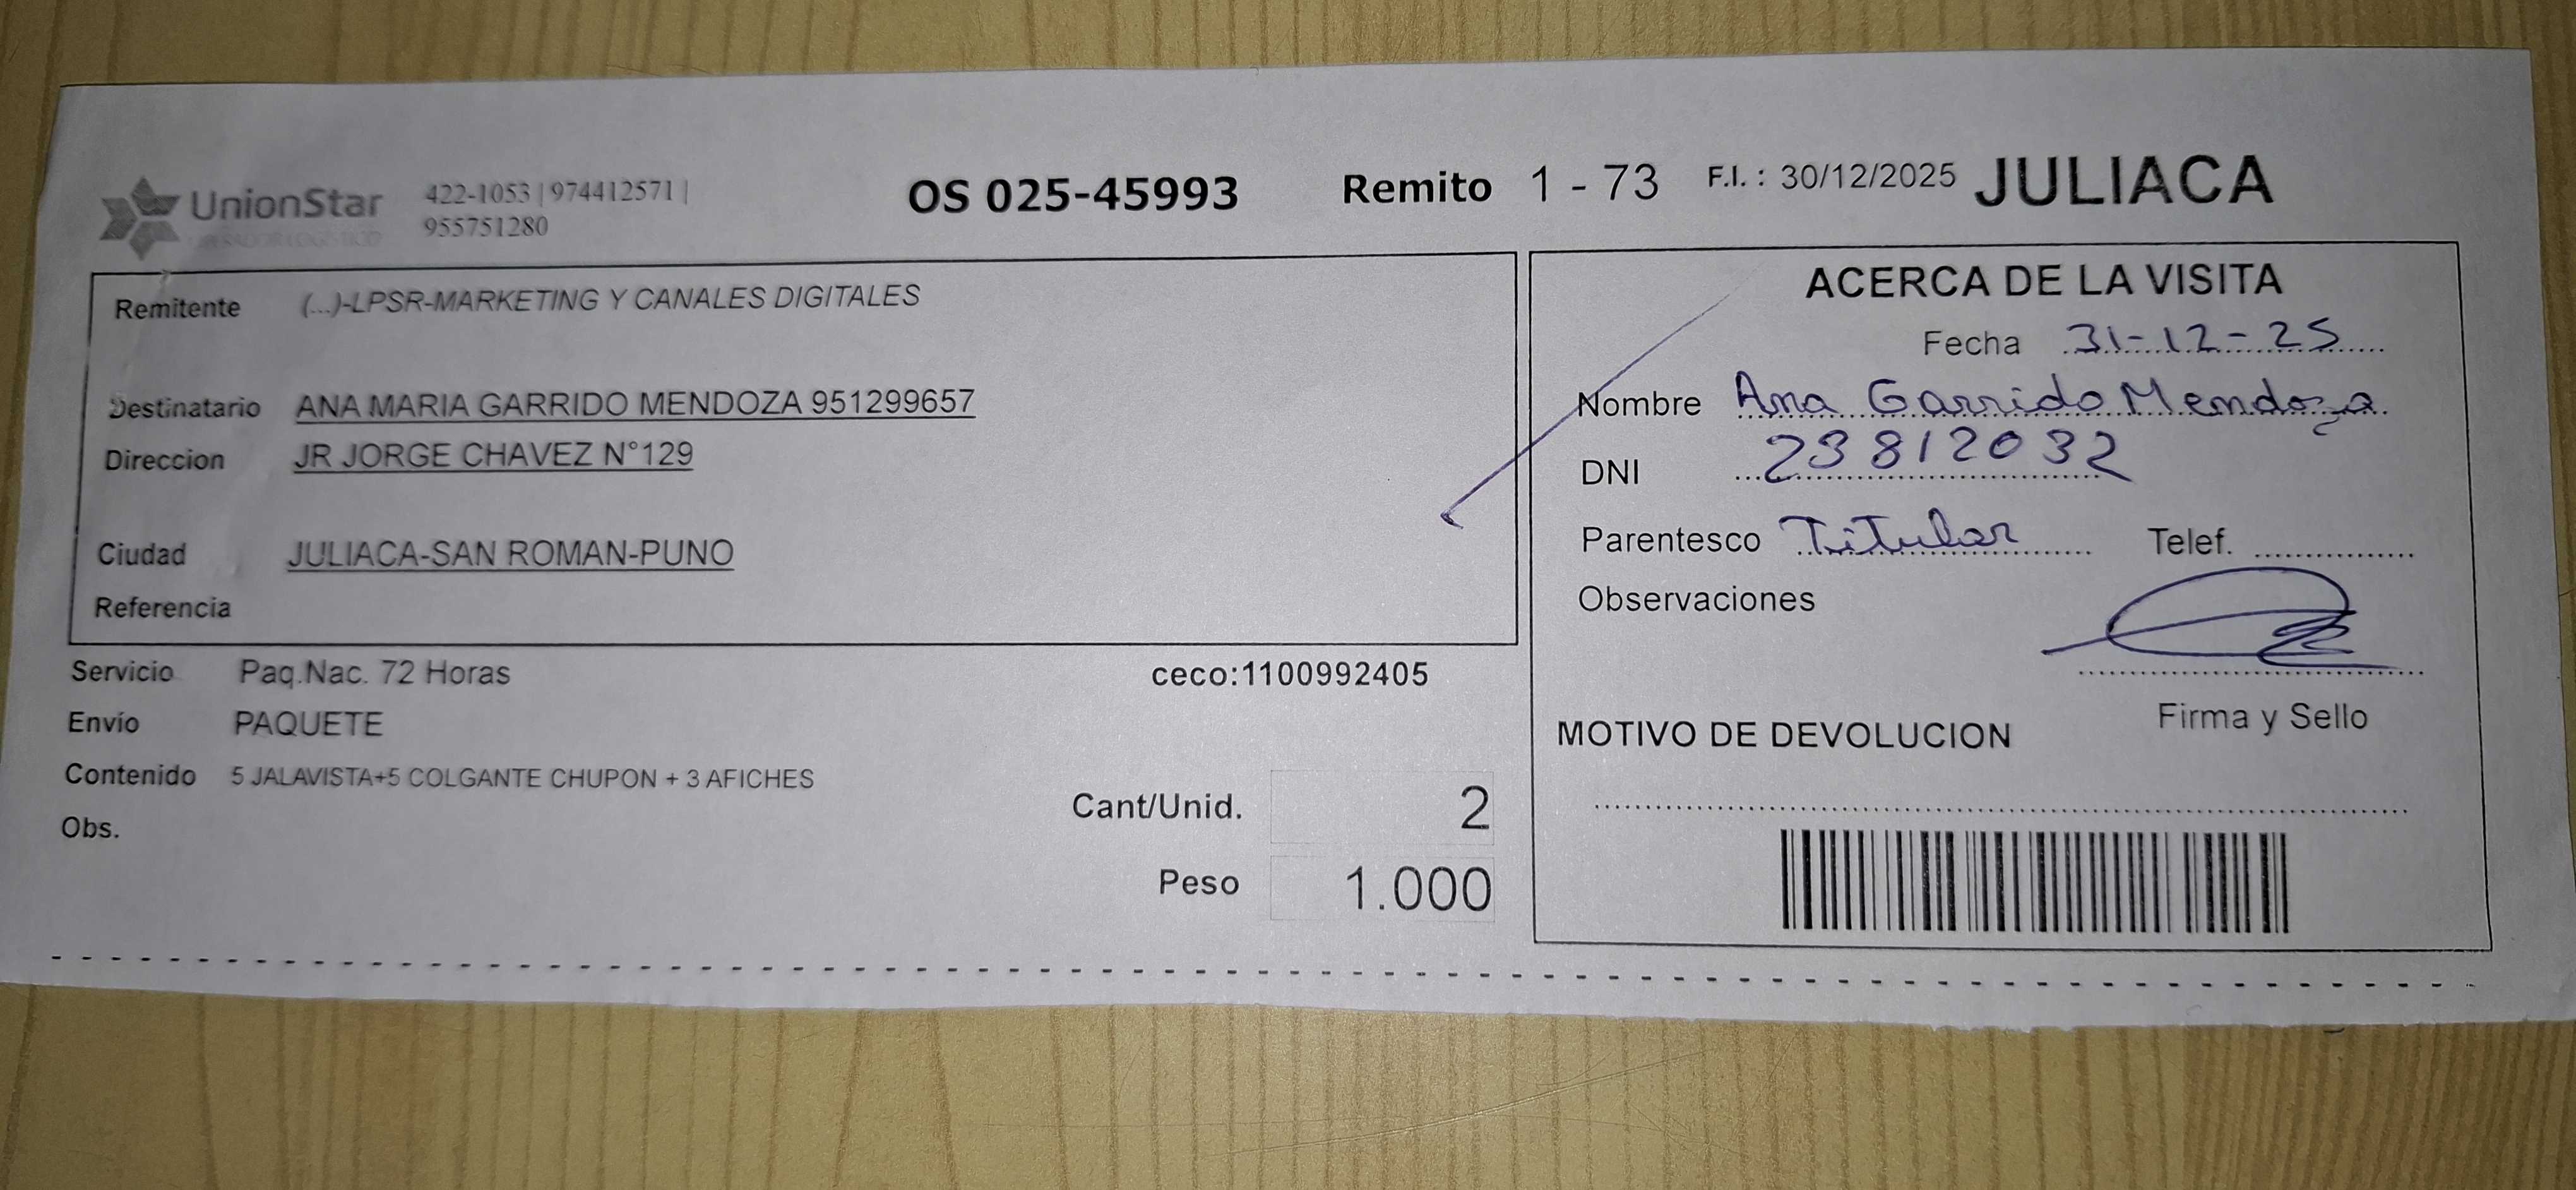 UnionStar
422-1053 | 974412571 |
955751280
OS 025-45993
Remito 1 - 73
F.I. : 30/12/2025
JULIACA
Remitente (...)-LPSR-MARKETING Y CANALES DIGITALES
Destinatario ANA MARIA GARRIDO MENDOZA 951299657
Direccion JR JORGE CHAVEZ N°129
Ciudad JULIACA-SAN ROMAN-PUNO
Referencia
Servicio Paq.Nac. 72 Horas
ceco:1100992405
Envío PAQUETE
Contenido 5 JALAVISTA+5 COLGANTE CHUPON + 3 AFICHES
Obs.
Cant/Unid. 2
Peso 1.000
ACERCA DE LA VISITA
Fecha 31-12-25
Nombre Ana Garrido Mendoza
DNI 23812032
Parentesco Titular Telef.
Observaciones
Firma y Sello
MOTIVO DE DEVOLUCION